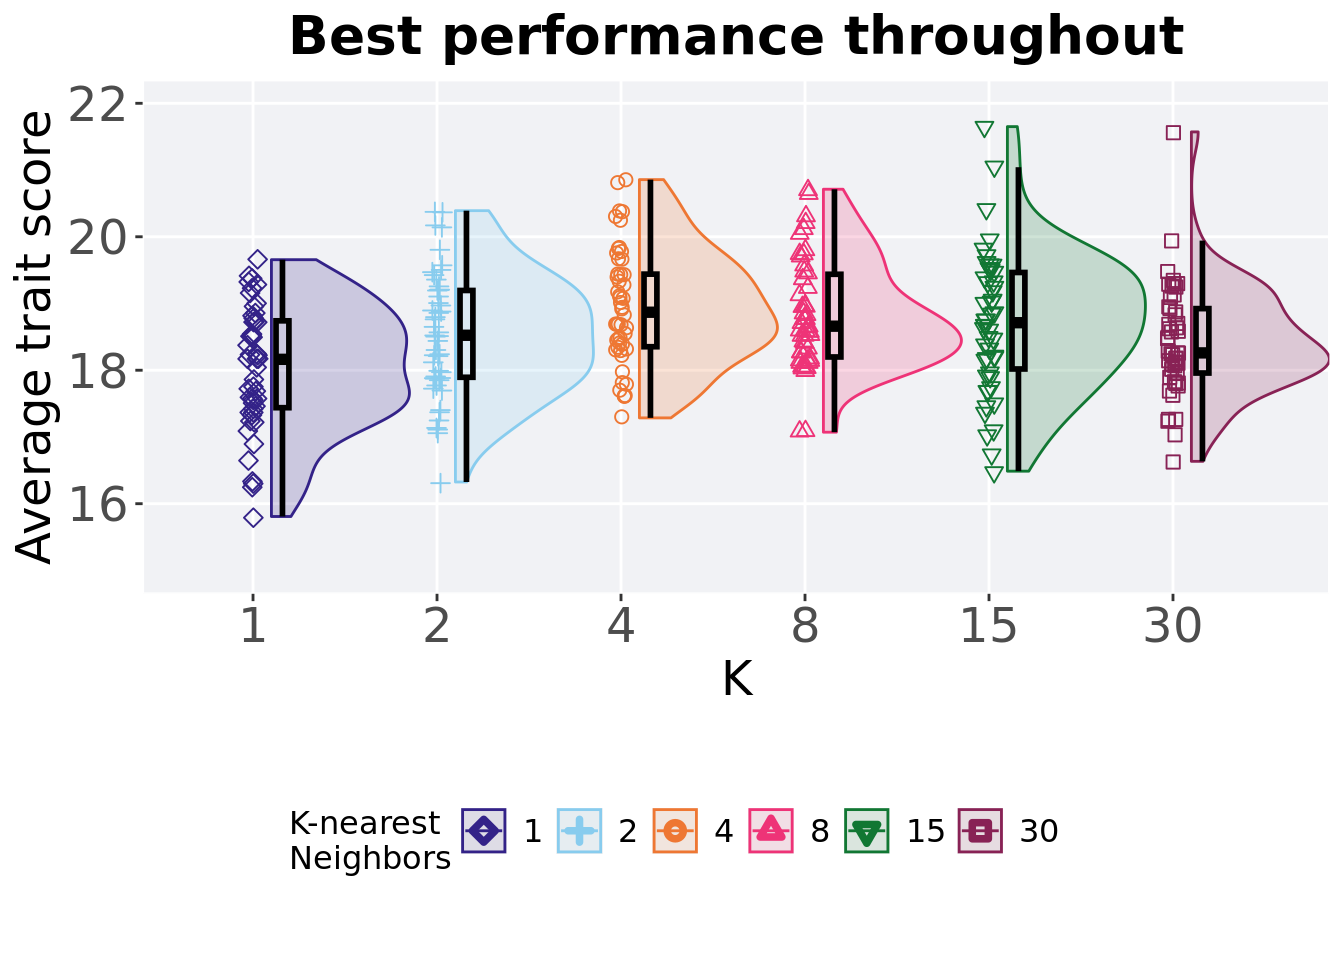 Best performance throughout
Average trait score
22
20
18
16
1 2 4 8 15 30
K
K-nearest
Neighbors
1 2 4 8 15 30